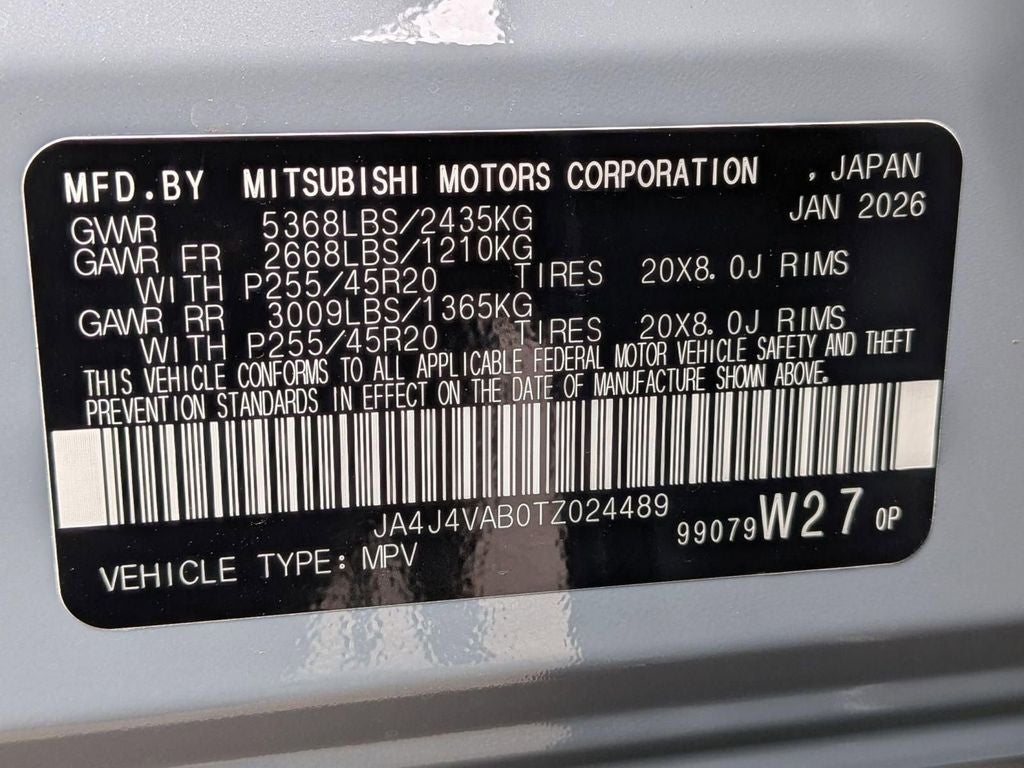 MFD.BY MITSUBISHI MOTORS CORPORATION , JAPAN
JAN 2026
GVWR 5368LBS/2435KG
GAWR FR 2668LBS/1210KG
WITH P255/45R20 TIRES 20X8.0J RIMS
GAWR RR 3009LBS/1365KG
WITH P255/45R20 TIRES 20X8.0J RIMS
THIS VEHICLE CONFORMS TO ALL APPLICABLE FEDERAL MOTOR VEHICLE SAFETY AND THEFT
PREVENTION STANDARDS IN EFFECT ON THE DATE OF MANUFACTURE SHOWN ABOVE.
JA4J4VAB0TZ024489
99079 W27 0P
VEHICLE TYPE: MPV